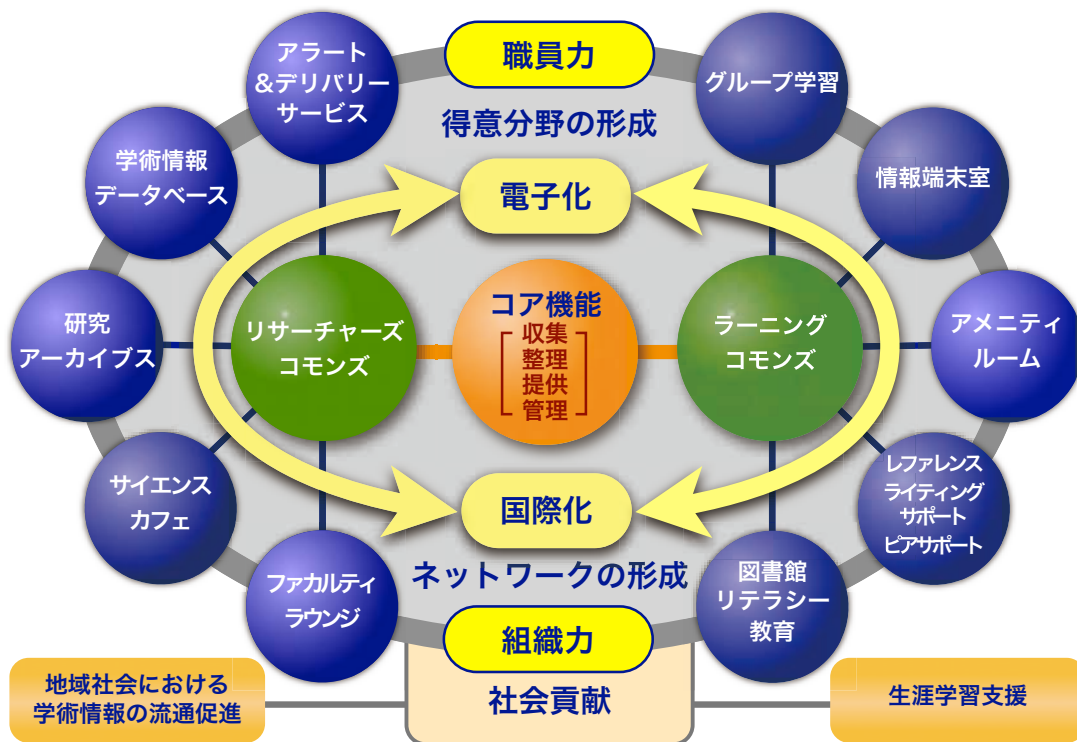 職員力
得意分野の形成
電子化
アラート
&デリバリー
サービス
学術情報
データベース
研究
アーカイブス
サイエンス
カフェ
ファカルティ
ラウンジ
リサーチャーズ
コモンズ
コア機能
収集
整理
提供
管理
ラーニング
コモンズ
グループ学習
情報端末室
アメニティ
ルーム
レファレンス
ライティング
サポート
ピアサポート
図書館
リテラシー
教育
国際化
ネットワークの形成
組織力
社会貢献
地域社会における
学術情報の流通促進
生涯学習支援